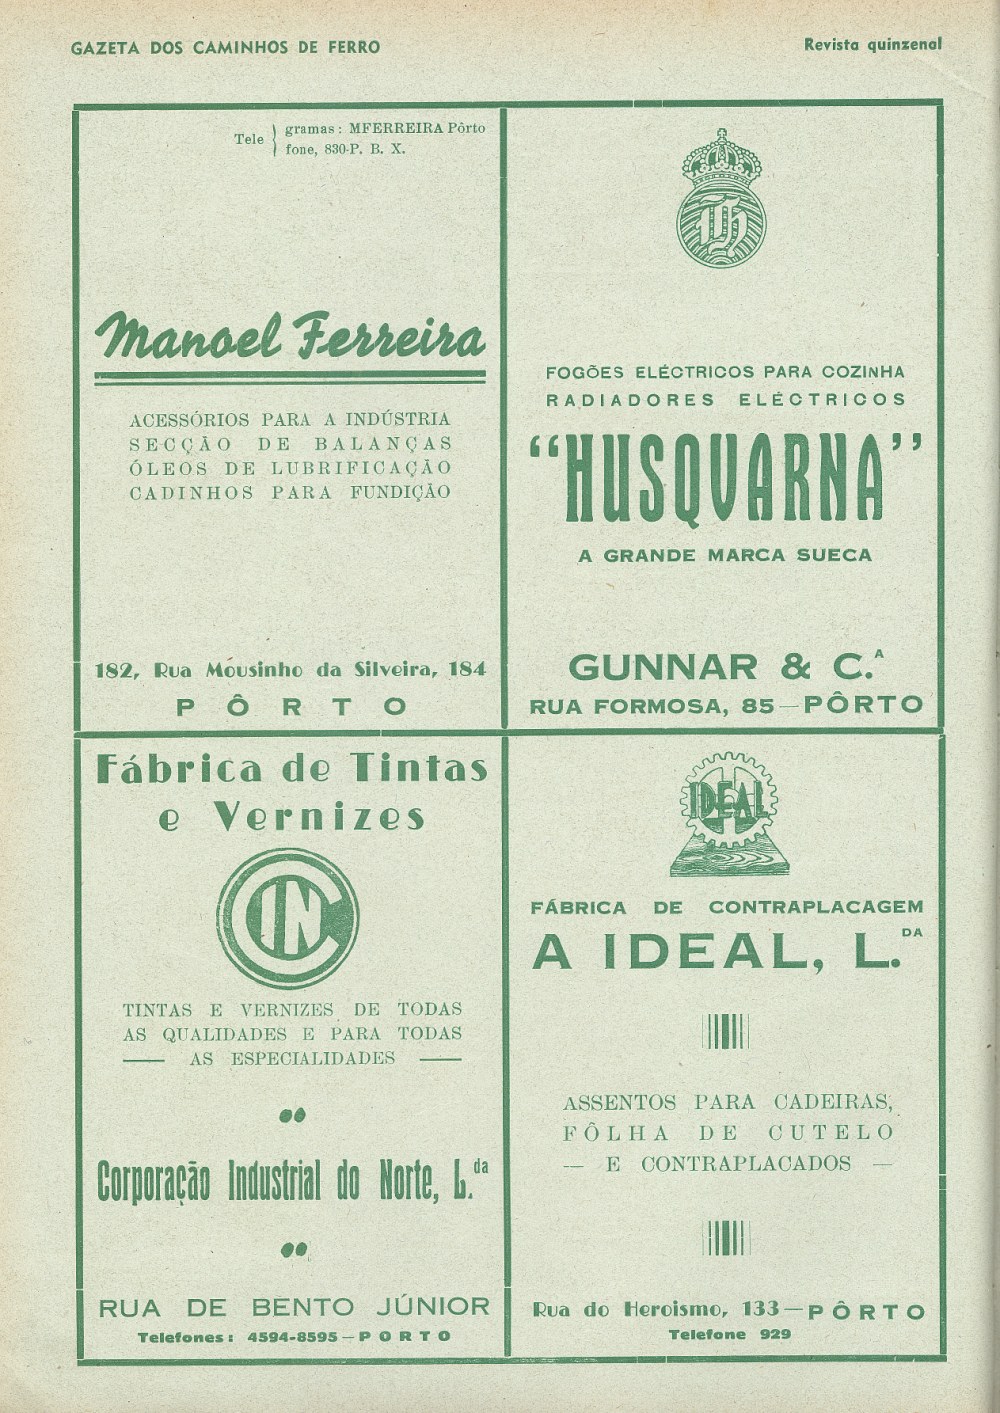 GAZETA DOS CAMINHOS DE FERRO
Revista quinzenal
Tele { gramas: MFERREIRA Pôrto
fone, 830-P. B. X.
Manoel Ferreira
ACESSÓRIOS PARA A INDÚSTRIA
SECÇÃO DE BALANÇAS
ÓLEOS DE LUBRIFICAÇÃO
CADINHOS PARA FUNDIÇÃO
182, Rua Mousinho da Silveira, 184
PÔRTO
FOGÕES ELÉCTRICOS PARA COZINHA
RADIADORES ELÉCTRICOS
“HUSQVARNA”
A GRANDE MARCA SUECA
GUNNAR & C.ᴬ
RUA FORMOSA, 85 — PÔRTO
Fábrica de Tintas
e Vernizes
CIN
TINTAS E VERNIZES DE TODAS
AS QUALIDADES E PARA TODAS
— AS ESPECIALIDADES —
Corporação Industrial do Norte, L.da
RUA DE BENTO JÚNIOR
Telefones: 4594-8595 — PORTO
IDEAL
FÁBRICA DE CONTRAPLACAGEM
A IDEAL, L.DA
ASSENTOS PARA CADEIRAS,
FÔLHA DE CUTELO
— E CONTRAPLACADOS —
Rua do Heroismo, 133 — PÔRTO
Telefone 929